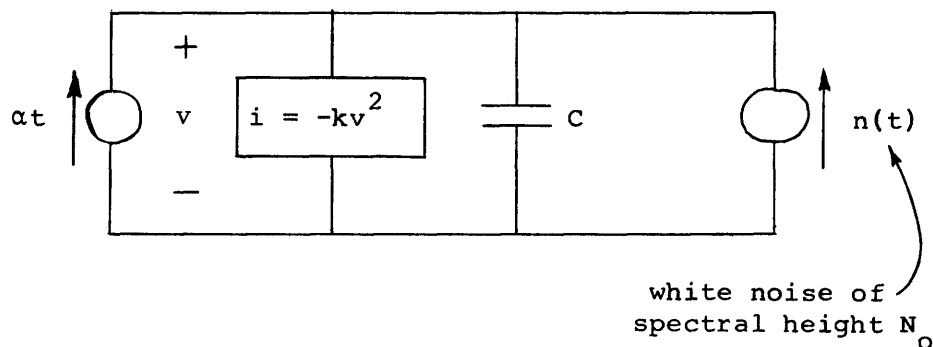 +
αt
v
i = -kv²
C
n(t)
−
white noise of
spectral height N₀